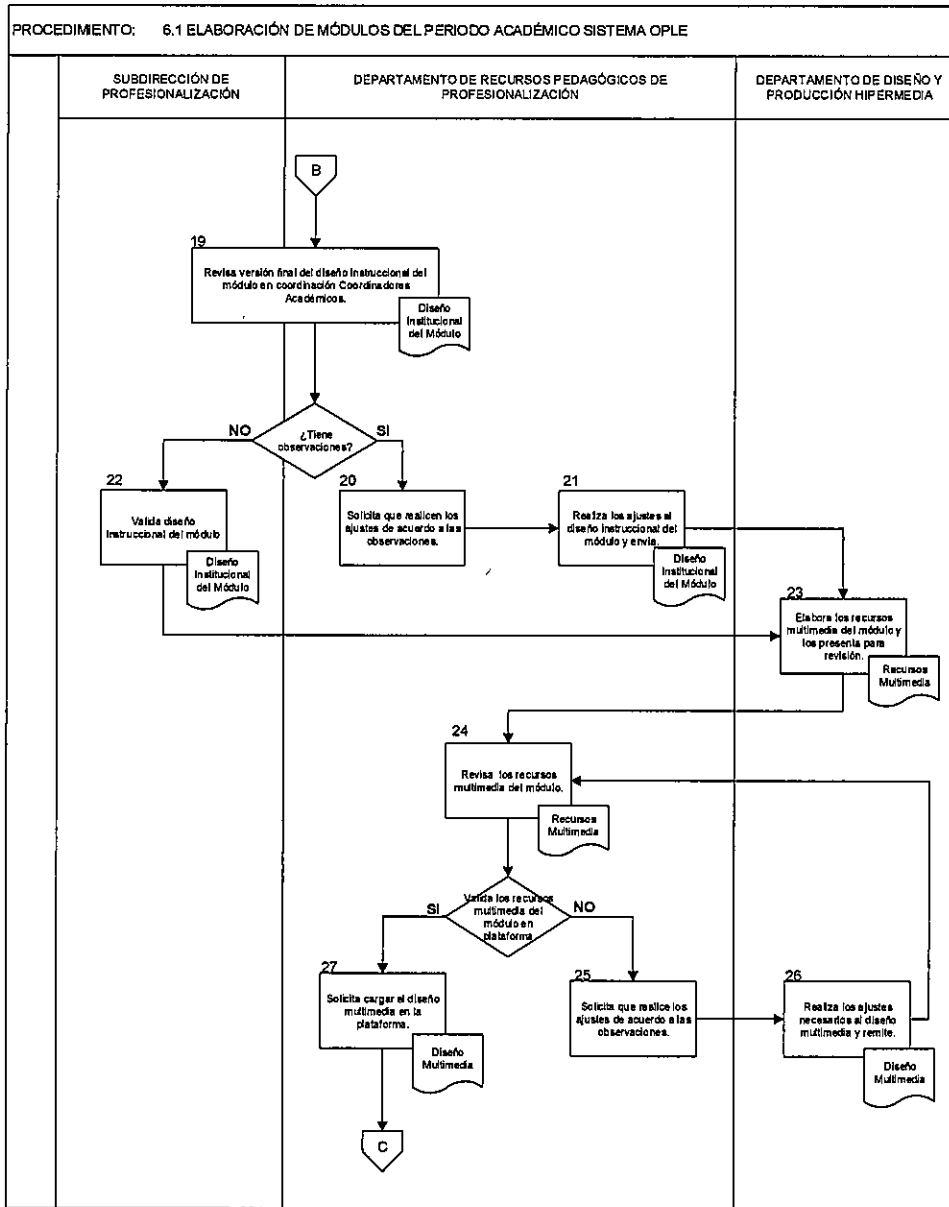 PROCEDIMIENTO: 6.1 ELABORACIÓN DE MÓDULOS DEL PERIODO ACADÉMICO SISTEMA OPLE
SUBDIRECCIÓN DE
PROFESIONALIZACIÓN
DEPARTAMENTO DE RECURSOS PEDAGÓGICOS DE
PROFESIONALIZACIÓN
DEPARTAMENTO DE DISEÑO Y
PRODUCCIÓN HIPERMEDIA
B
19
Revisa versión final del diseño instruccional del
módulo en coordinación Coordinadores
Académicos.
Diseño
Institucional
del Módulo
¿Tiene
observaciones?
NO
SI
22
Valida diseño
instruccional del módulo
Diseño
Institucional
del Módulo
20
Solicita que realicen los
ajustes de acuerdo a las
observaciones.
21
Realiza los ajustes al
diseño instruccional del
módulo y envía.
Diseño
Institucional
del Módulo
23
Elabora los recursos
multimedia del módulo y
los presenta para
revisión.
Recursos
Multimedia
24
Revisa los recursos
multimedia del módulo.
Recursos
Multimedia
Valida los recursos
multimedia del
módulo en
plataforma
SI
NO
27
Solicita cargar el diseño
multimedia en la
plataforma.
Diseño
Multimedia
25
Solicita que realice los
ajustes de acuerdo a las
observaciones.
26
Realiza los ajustes
necesarios al diseño
multimedia y remite.
Diseño
Multimedia
C